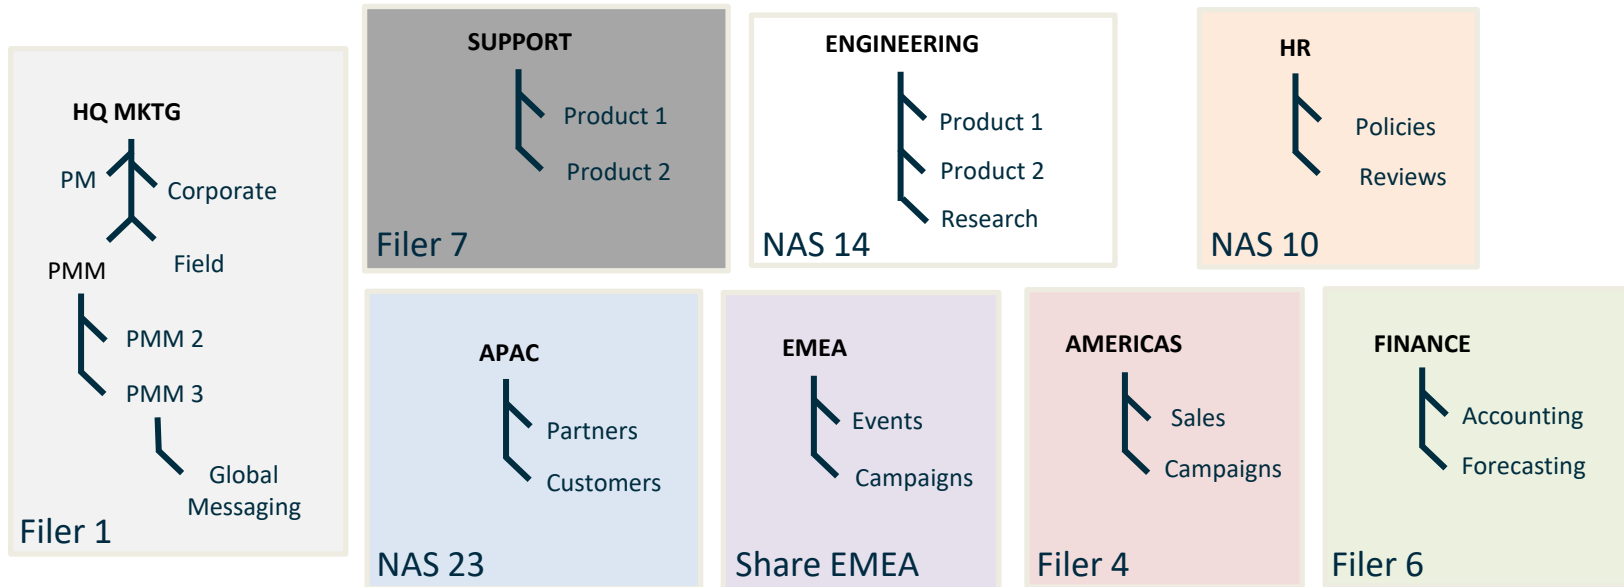 HQ MKTG
PM
Corporate
PMM
Field
PMM 2
PMM 3
Global
Messaging
Filer 1
SUPPORT
Product 1
Product 2
Filer 7
ENGINEERING
Product 1
Product 2
Research
NAS 14
HR
Policies
Reviews
NAS 10
APAC
Partners
Customers
NAS 23
EMEA
Events
Campaigns
Share EMEA
AMERICAS
Sales
Campaigns
Filer 4
FINANCE
Accounting
Forecasting
Filer 6